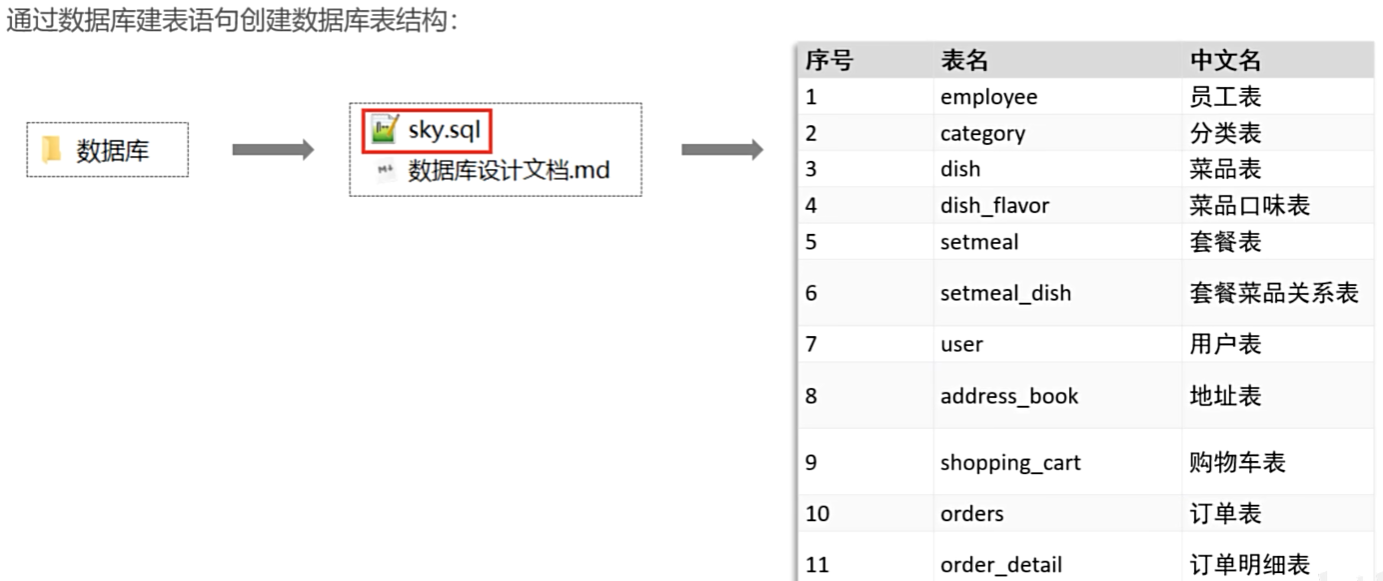 通过数据库建表语句创建数据库表结构：
数据库
sky.sql
数据库设计文档.md
序号 表名 中文名
1 employee 员工表
2 category 分类表
3 dish 菜品表
4 dish_flavor 菜品口味表
5 setmeal 套餐表
6 setmeal_dish 套餐菜品关系表
7 user 用户表
8 address_book 地址表
9 shopping_cart 购物车表
10 orders 订单表
11 order_detail 订单明细表